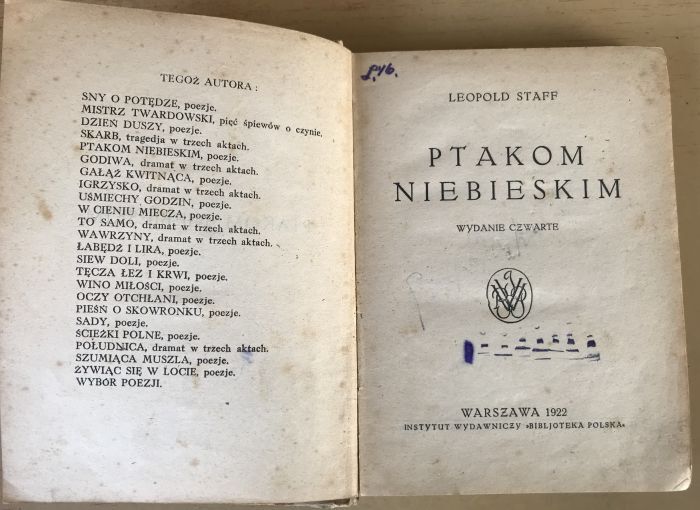 TEGOŻ AUTORA:
SNY O POTĘDZE, poezje.
MISTRZ TWARDOWSKI, pięć śpiewów o czynie.
DZIEŃ DUSZY, poezje.
SKARB, tragedja w trzech aktach.
PTAKOM NIEBIESKIM, poezje.
GODIWA, dramat w trzech aktach.
GAŁĄŹ KWITNĄCA, poezje.
IGRZYSKO, dramat w trzech aktach.
UŚMIECHY GODZIN, poezje.
W CIENIU MIECZA, poezje.
TO SAMO, dramat w trzech aktach.
WAWRZYNY, dramat w trzech aktach.
ŁABĘDŹ I LIRA, poezje.
SIEW DOLI, poezje.
TĘCZA ŁEZ I KRWI, poezje.
WINO MIŁOŚCI, poezje.
OCZY OTCHŁANI, poezje.
PIEŚŃ O SKOWRONKU, poezje.
SADY, poezje.
ŚCIEŻKI POLNE, poezje.
POŁUDNICA, dramat w trzech aktach.
SZUMIĄCA MUSZLA, poezje.
ŻYWIĄC SIĘ W LOCIE, poezje.
WYBÓR POEZJI.
LEOPOLD STAFF
PTAKOM
NIEBIESKIM
WYDANIE CZWARTE
WARSZAWA 1922
INSTYTUT WYDAWNICZY »BIBLJOTEKA POLSKA«